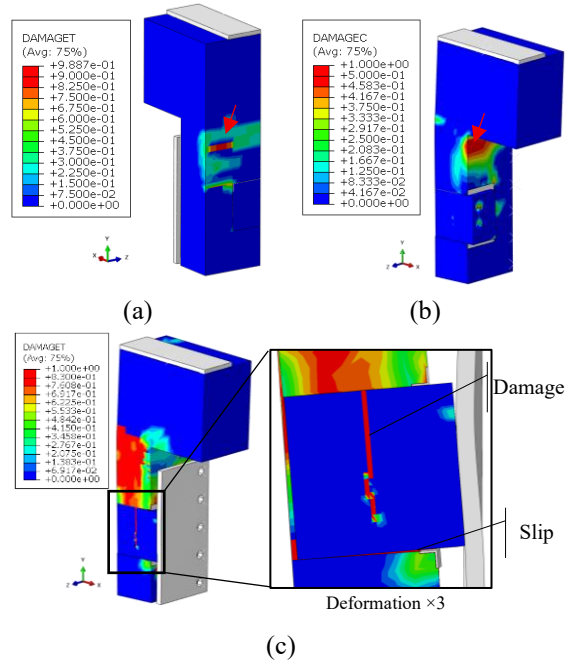 DAMAGET
(Avg: 75%)
+9.887e-01
+9.000e-01
+8.250e-01
+7.500e-01
+6.750e-01
+6.000e-01
+5.250e-01
+4.500e-01
+3.750e-01
+3.000e-01
+2.250e-01
+1.500e-01
+7.500e-02
+0.000e+00
Y
X
Z
(a)
DAMAGEC
(Avg: 75%)
+1.000e+00
+5.000e-01
+4.583e-01
+4.167e-01
+3.750e-01
+3.333e-01
+2.917e-01
+2.500e-01
+2.083e-01
+1.667e-01
+1.250e-01
+8.333e-02
+4.167e-02
+0.000e+00
Y
Z
X
(b)
DAMAGET
(Avg: 75%)
+1.000e+00
+8.300e-01
+7.608e-01
+6.917e-01
+6.225e-01
+5.533e-01
+4.842e-01
+4.150e-01
+3.458e-01
+2.767e-01
+2.075e-01
+1.383e-01
+6.917e-02
+0.000e+00
Y
Z
X
Damage
Slip
Deformation ×3
(c)